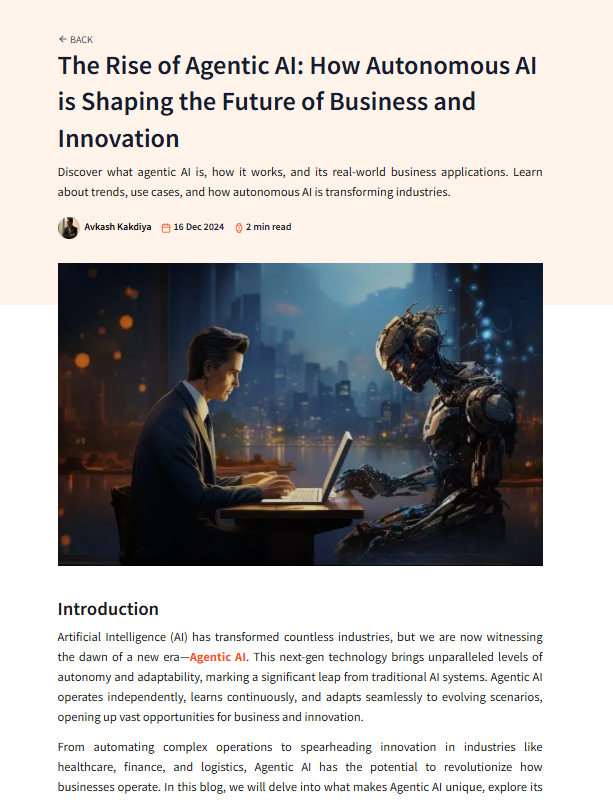 BACK
The Rise of Agentic AI: How Autonomous AI
is Shaping the Future of Business and
Innovation
Discover what agentic AI is, how it works, and its real-world business applications. Learn
about trends, use cases, and how autonomous AI is transforming industries.
Avkash Kakdiya 16 Dec 2024 2 min read
Introduction
Artificial Intelligence (AI) has transformed countless industries, but we are now witnessing
the dawn of a new era—Agentic AI. This next-gen technology brings unparalleled levels of
autonomy and adaptability, marking a significant leap from traditional AI systems. Agentic AI
operates independently, learns continuously, and adapts seamlessly to evolving scenarios,
opening up vast opportunities for business and innovation.
From automating complex operations to spearheading innovation in industries like
healthcare, finance, and logistics, Agentic AI has the potential to revolutionize how
businesses operate. In this blog, we will delve into what makes Agentic AI unique, explore its